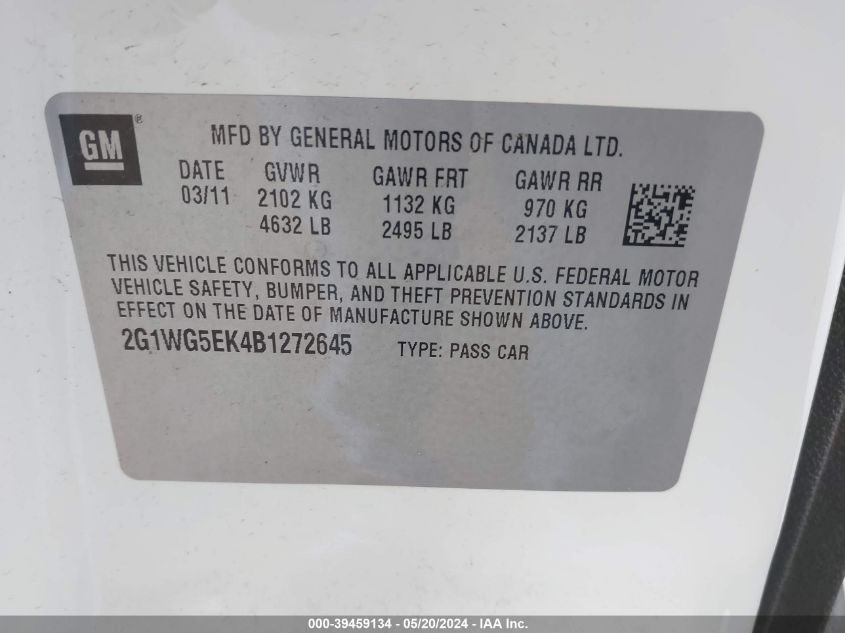 GM ®
MFD BY GENERAL MOTORS OF CANADA LTD.
DATE GVWR GAWR FRT GAWR RR
03/11 2102 KG 1132 KG 970 KG
4632 LB 2495 LB 2137 LB
THIS VEHICLE CONFORMS TO ALL APPLICABLE U.S. FEDERAL MOTOR
VEHICLE SAFETY, BUMPER, AND THEFT PREVENTION STANDARDS IN
EFFECT ON THE DATE OF MANUFACTURE SHOWN ABOVE.
2G1WG5EK4B1272645 TYPE: PASS CAR
000-39459134 - 05/20/2024 - IAA Inc.